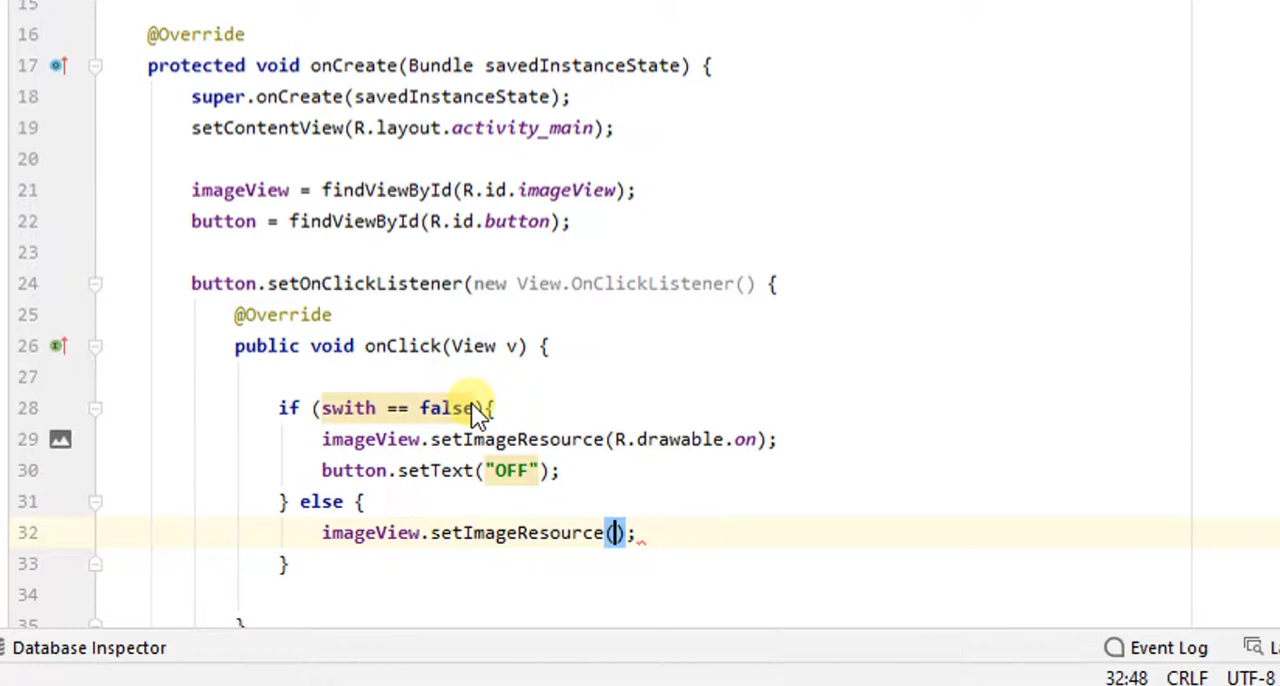 15
16 @Override
17 protected void onCreate(Bundle savedInstanceState) {
18 super.onCreate(savedInstanceState);
19 setContentView(R.layout.activity_main);
20
21 imageView = findViewById(R.id.imageView);
22 button = findViewById(R.id.button);
23
24 button.setOnClickListener(new View.OnClickListener() {
25 @Override
26 public void onClick(View v) {
27
28 if (swith == false){
29 imageView.setImageResource(R.drawable.on);
30 button.setText("OFF");
31 } else {
32 imageView.setImageResource();
33 }
34
35 }
Database Inspector Event Log
32:48 CRLF UTF-8